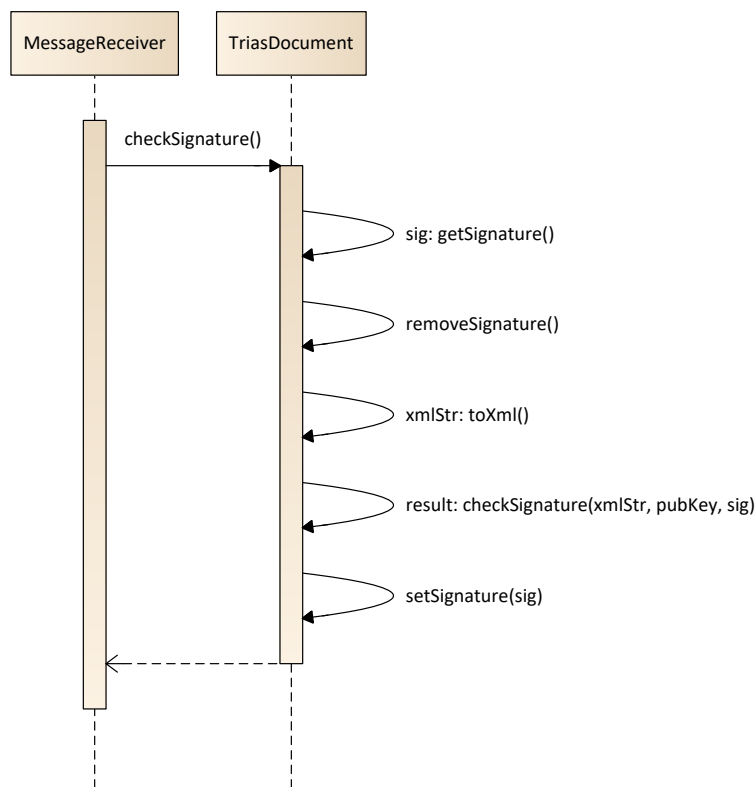 MessageReceiver
TriasDocument
checkSignature()
sig: getSignature()
removeSignature()
xmlStr: toXml()
result: checkSignature(xmlStr, pubKey, sig)
setSignature(sig)